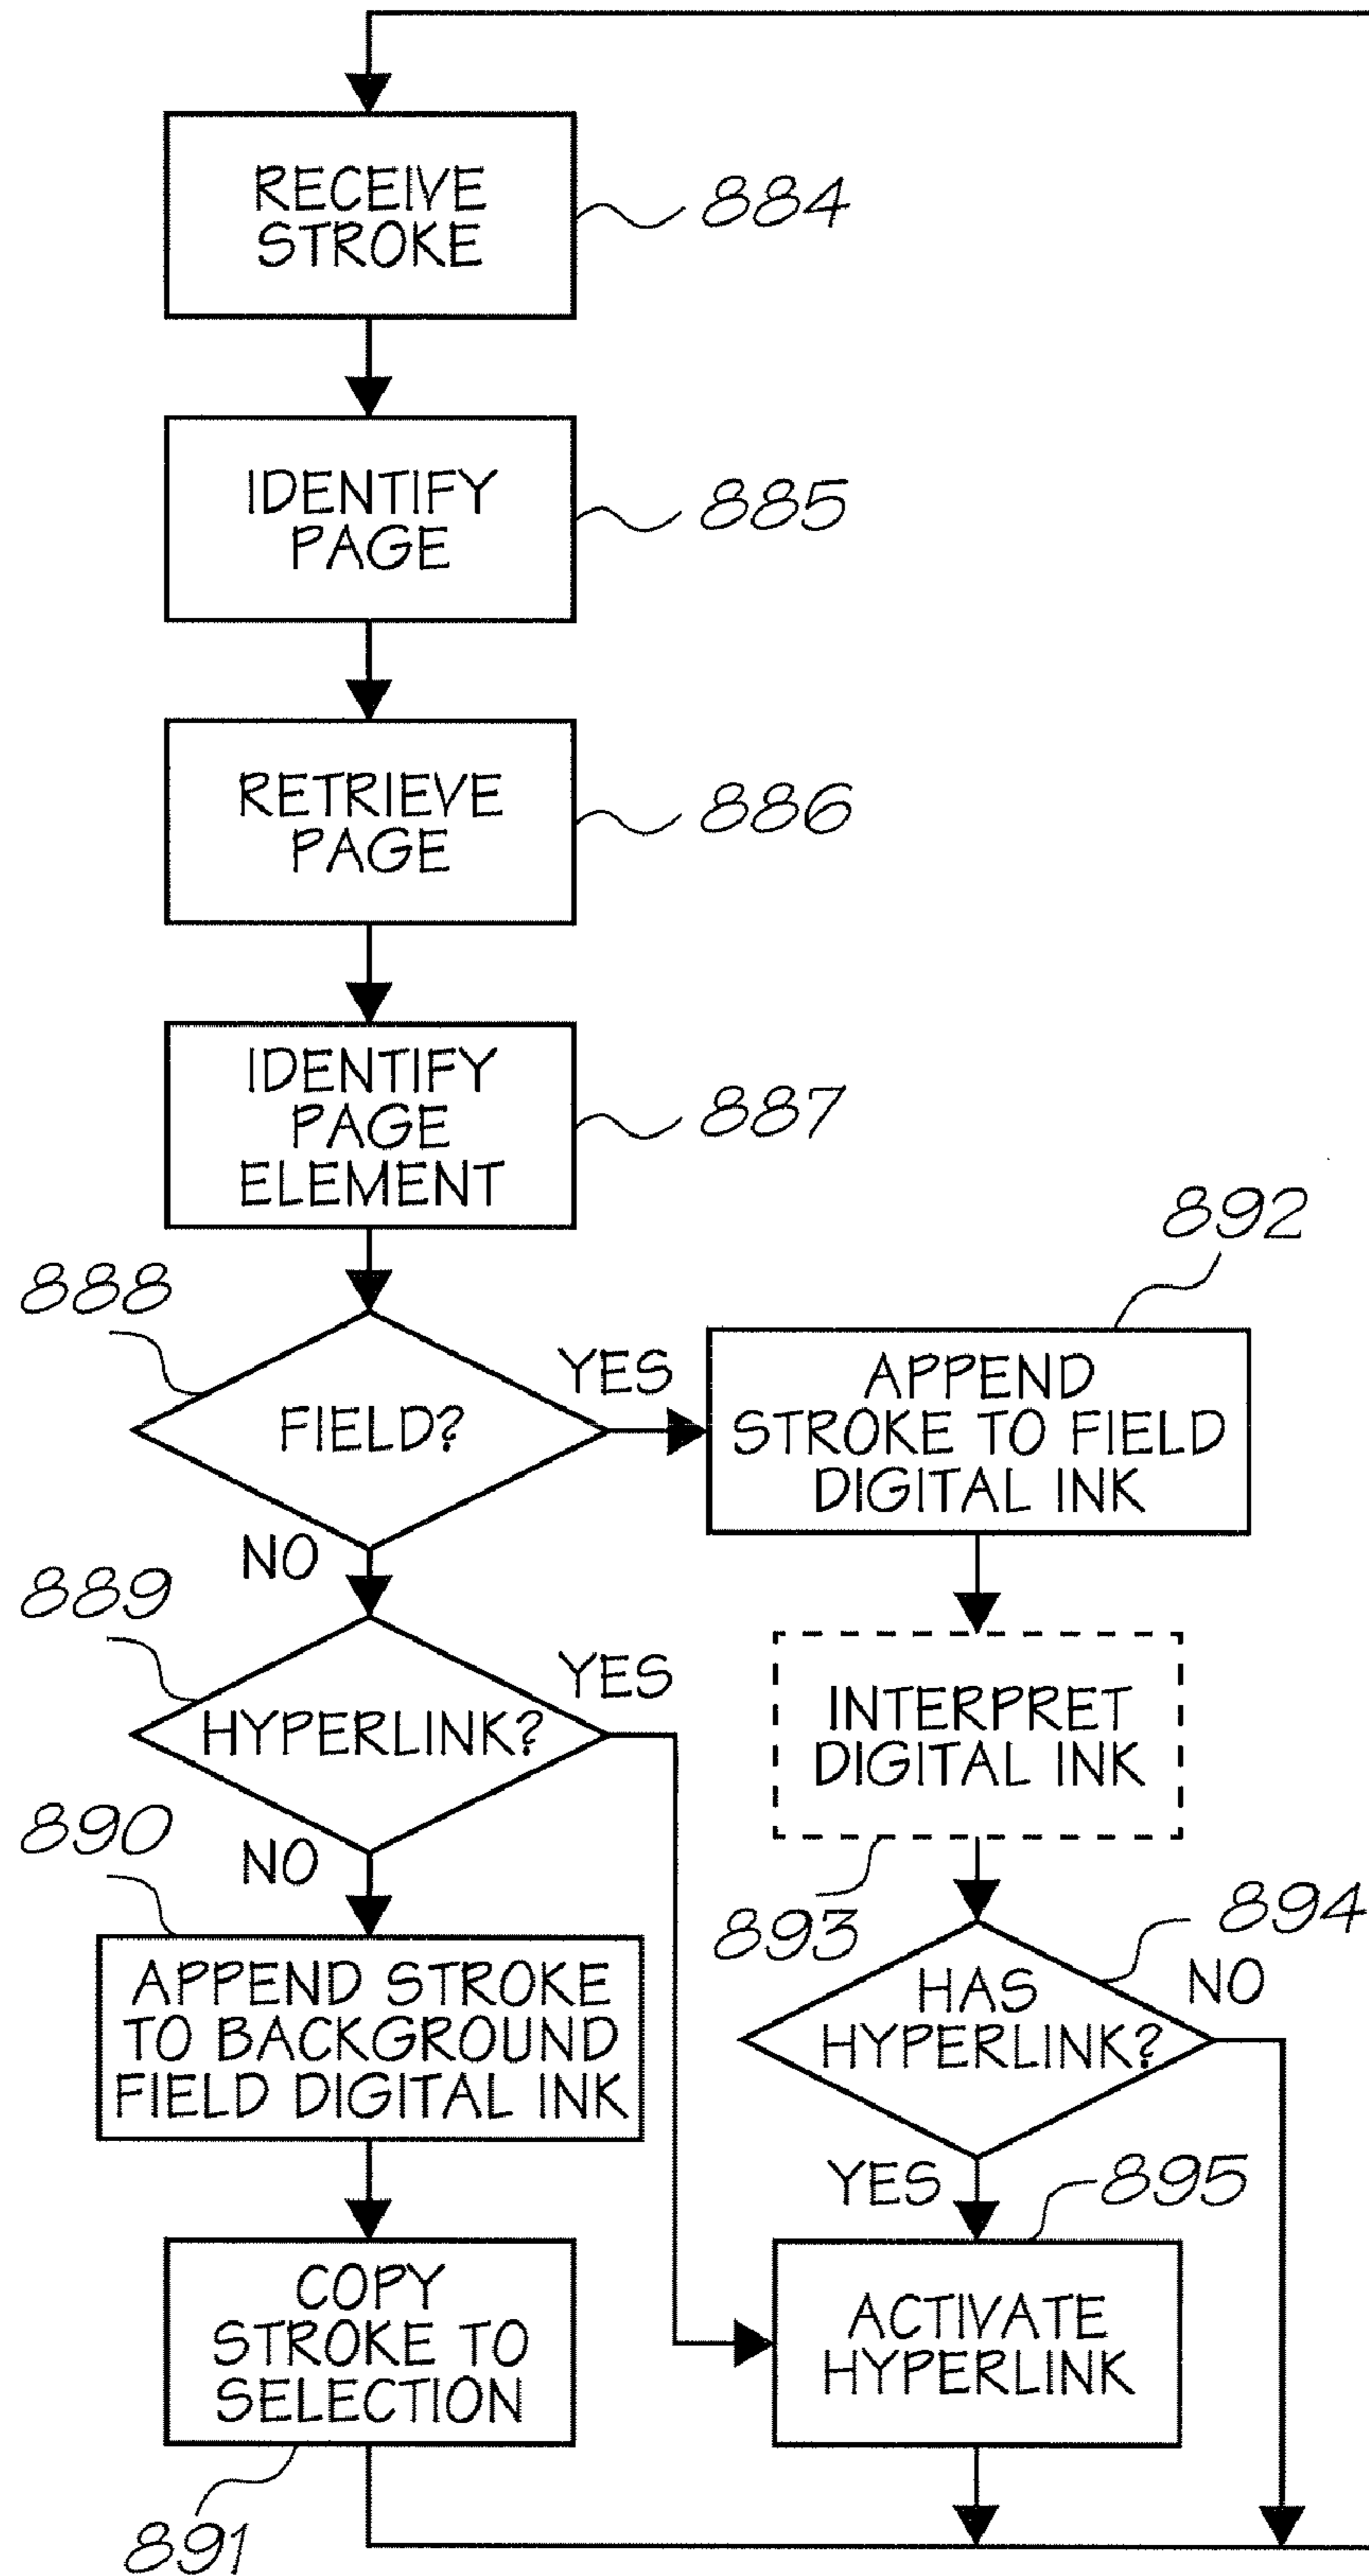 RECEIVE
STROKE
884
IDENTIFY
PAGE
885
RETRIEVE
PAGE
886
IDENTIFY
PAGE
ELEMENT
887
888
FIELD?
YES
NO
892
APPEND
STROKE TO FIELD
DIGITAL INK
889
HYPERLINK?
YES
NO
INTERPRET
DIGITAL INK
893
890
APPEND STROKE
TO BACKGROUND
FIELD DIGITAL INK
894
HAS
HYPERLINK?
NO
YES
895
COPY
STROKE TO
SELECTION
891
ACTIVATE
HYPERLINK